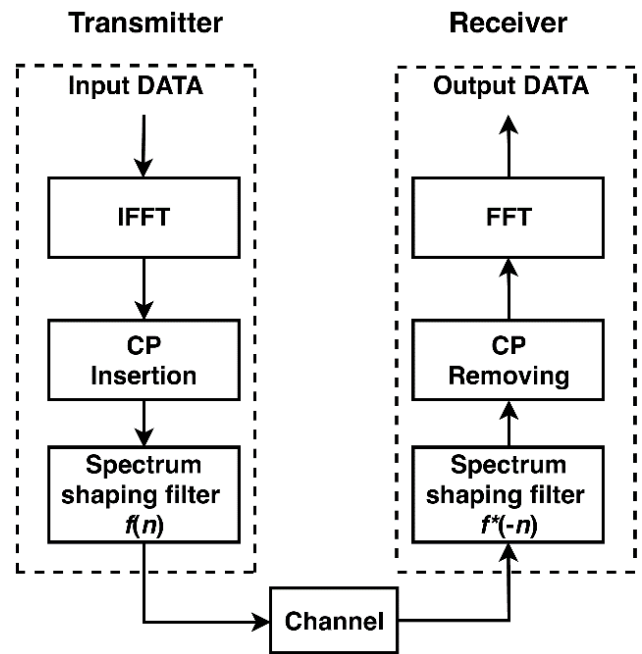 Transmitter
Input DATA
IFFT
CP
Insertion
Spectrum
shaping filter
f(n)
Channel
Receiver
Output DATA
FFT
CP
Removing
Spectrum
shaping filter
f*(-n)